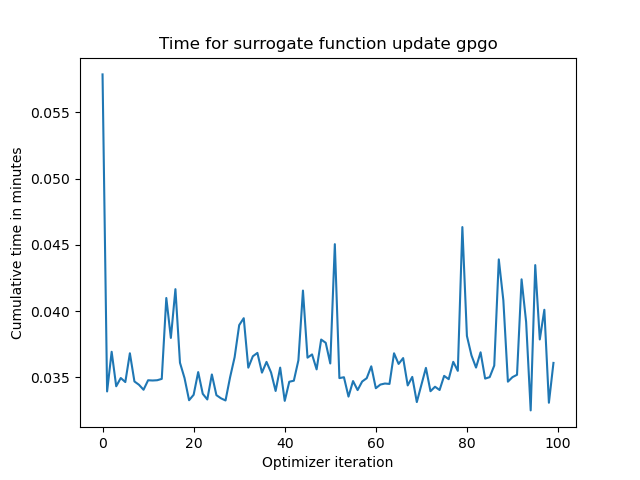 Time for surrogate function update gpgo
0.055
0.050
0.045
0.040
0.035
Cumulative time in minutes
0 20 40 60 80 100
Optimizer iteration